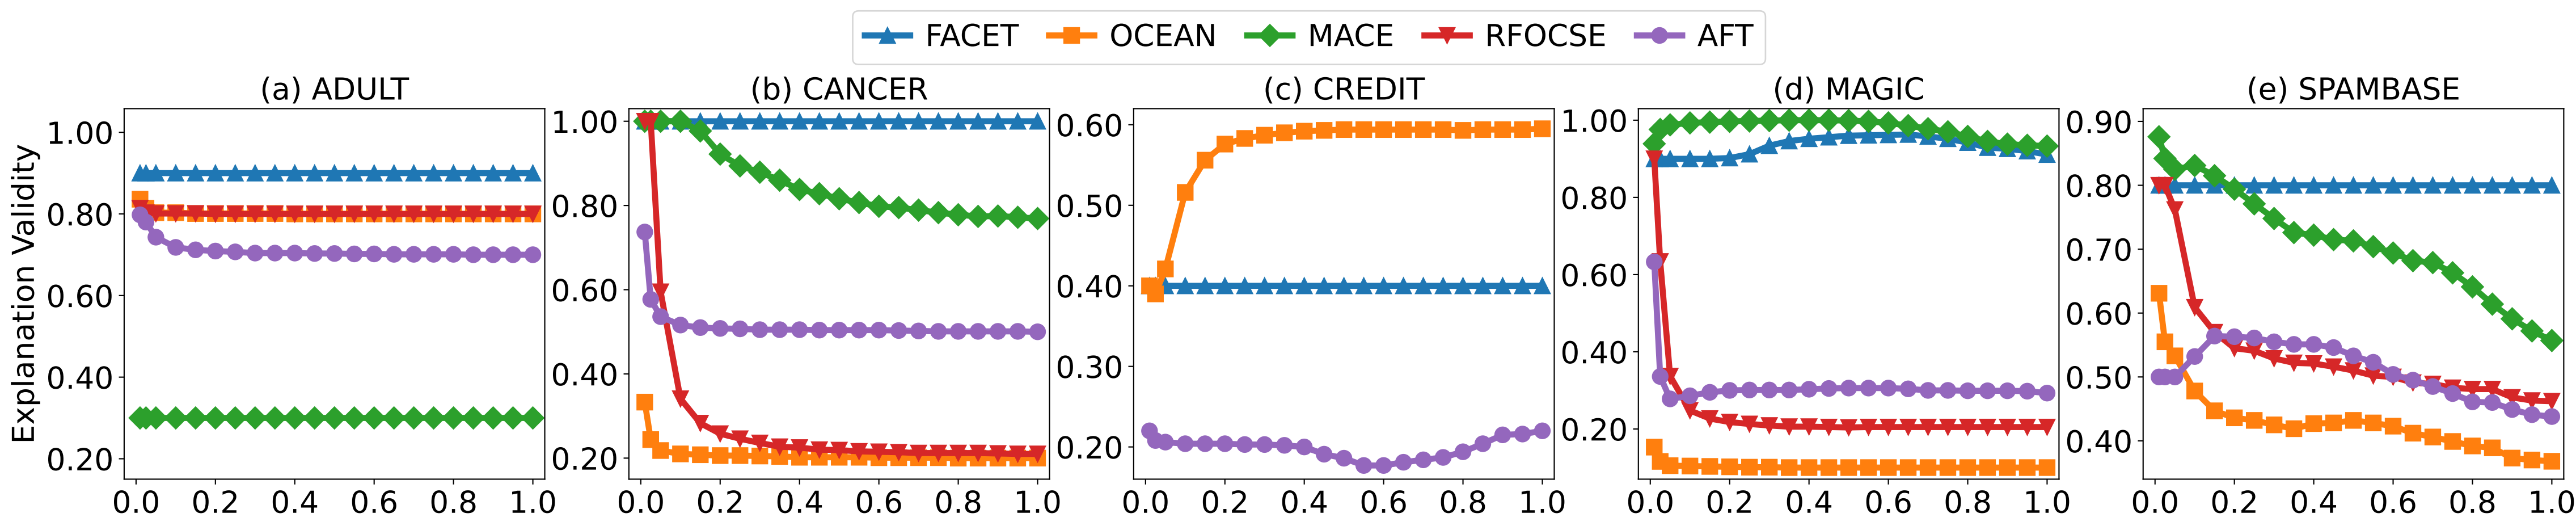 FACET OCEAN MACE RFOCSE AFT
(a) ADULT
(b) CANCER
(c) CREDIT
(d) MAGIC
(e) SPAMBASE
Explanation Validity
1.00
0.80
0.60
0.40
0.20
0.0 0.2 0.4 0.6 0.8 1.0
1.00
0.80
0.60
0.40
0.20
0.0 0.2 0.4 0.6 0.8 1.0
0.60
0.50
0.40
0.30
0.20
0.0 0.2 0.4 0.6 0.8 1.0
1.00
0.80
0.60
0.40
0.20
0.0 0.2 0.4 0.6 0.8 1.0
0.90
0.80
0.70
0.60
0.50
0.40
0.0 0.2 0.4 0.6 0.8 1.0